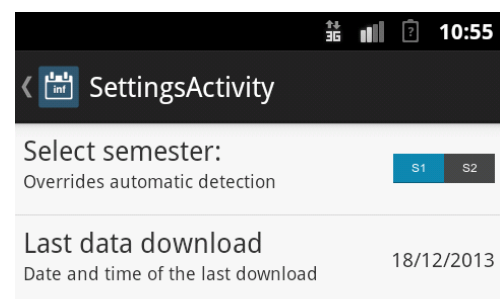 3G 10:55
inf SettingsActivity
Select semester:
Overrides automatic detection
S1 S2
Last data download
Date and time of the last download
18/12/2013